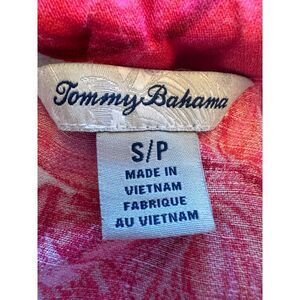 Tommy Bahama
S/P
MADE IN
VIETNAM
FABRIQUE
AU VIETNAM